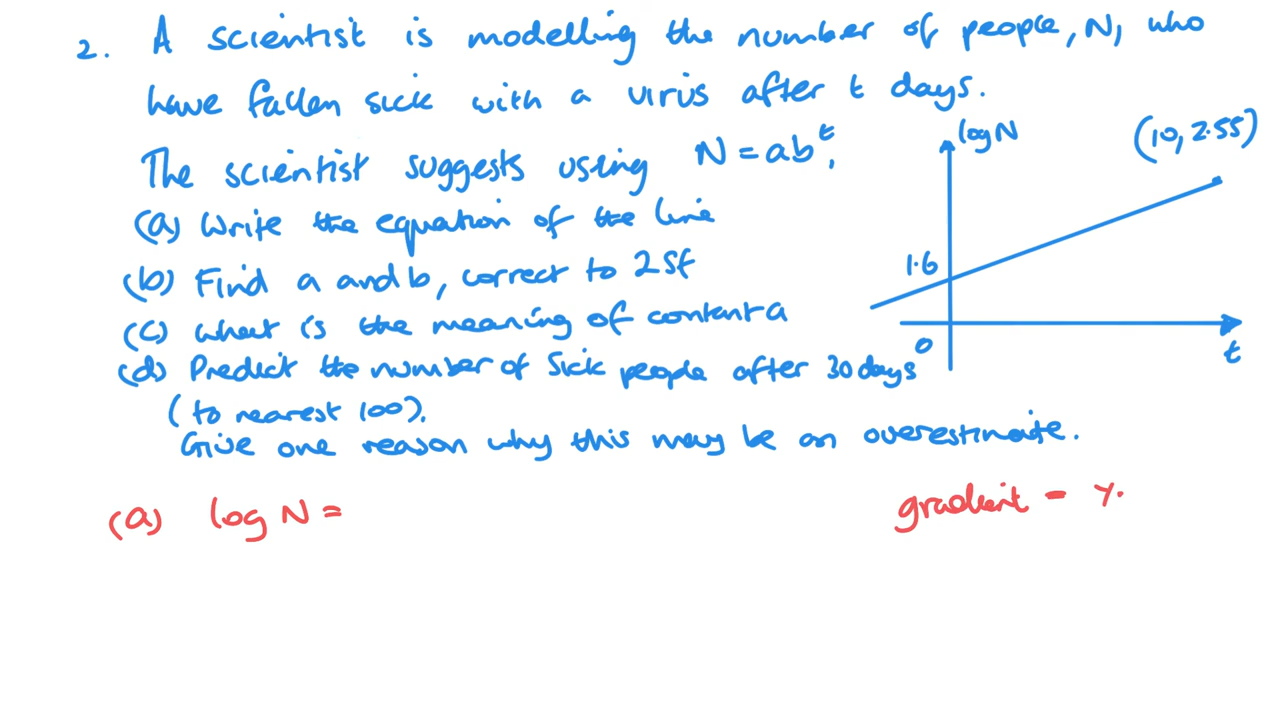 2. A scientist is modelling the number of people, N, who
have fallen sick with a virus after t days.
The scientist suggests using N = ab^t,
(a) Write the equation of the line
(b) Find a and b, correct to 2 sf
(c) what is the meaning of contant a
(d) Predict the number of sick people after 30 days
(to nearest 100).
Give one reason why this may be an overestimate.
log N
(10, 2.55)
1.6
0
t
(a) log N =
gradient = y.